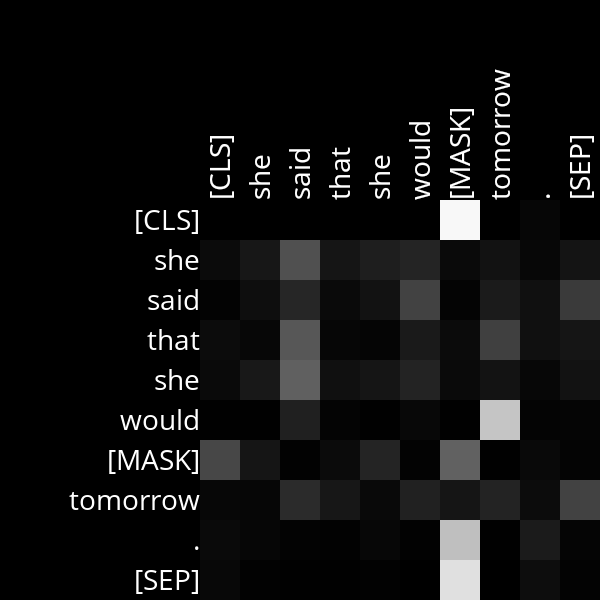 [CLS] she said that she would [MASK] tomorrow . [SEP]
[CLS]
she
said
that
she
would
[MASK]
tomorrow
.
[SEP]